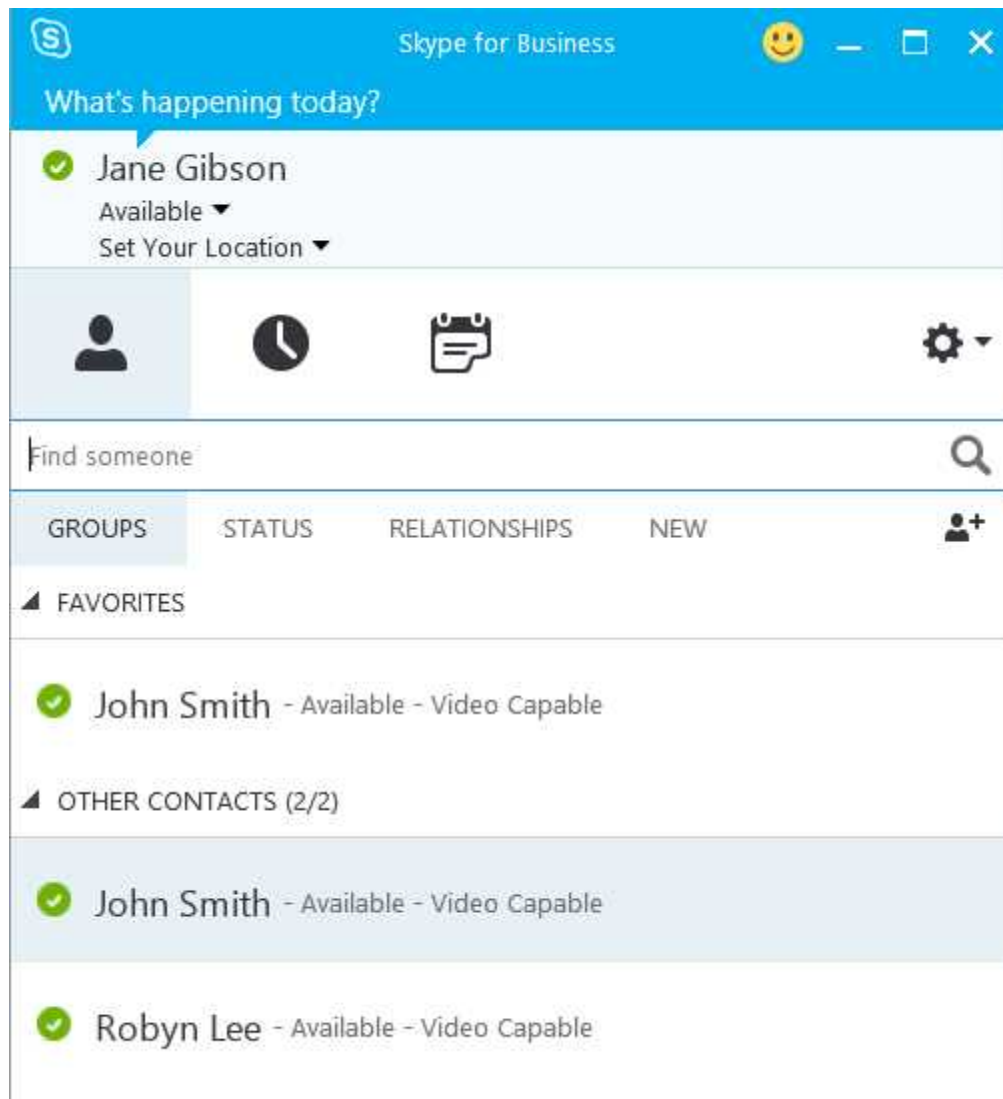 Skype for Business
What's happening today?
Jane Gibson
Available
Set Your Location
Find someone
GROUPS STATUS RELATIONSHIPS NEW
FAVORITES
John Smith - Available - Video Capable
OTHER CONTACTS (2/2)
John Smith - Available - Video Capable
Robyn Lee - Available - Video Capable